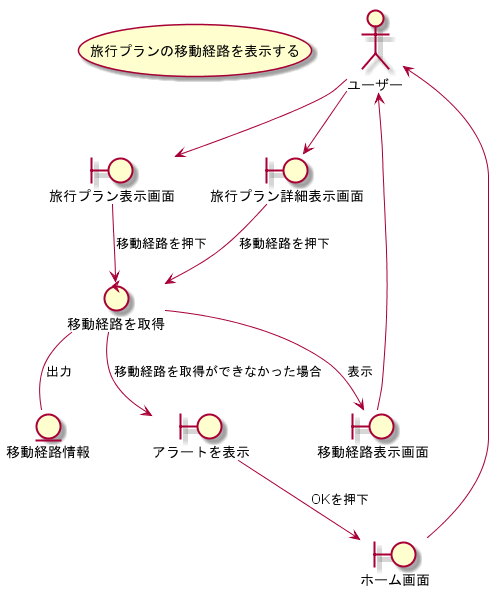 旅行プランの移動経路を表示する
ユーザー
旅行プラン表示画面
旅行プラン詳細表示画面
移動経路を押下
移動経路を押下
移動経路を取得
出力
移動経路を取得ができなかった場合
表示
移動経路情報
アラートを表示
移動経路表示画面
OKを押下
ホーム画面